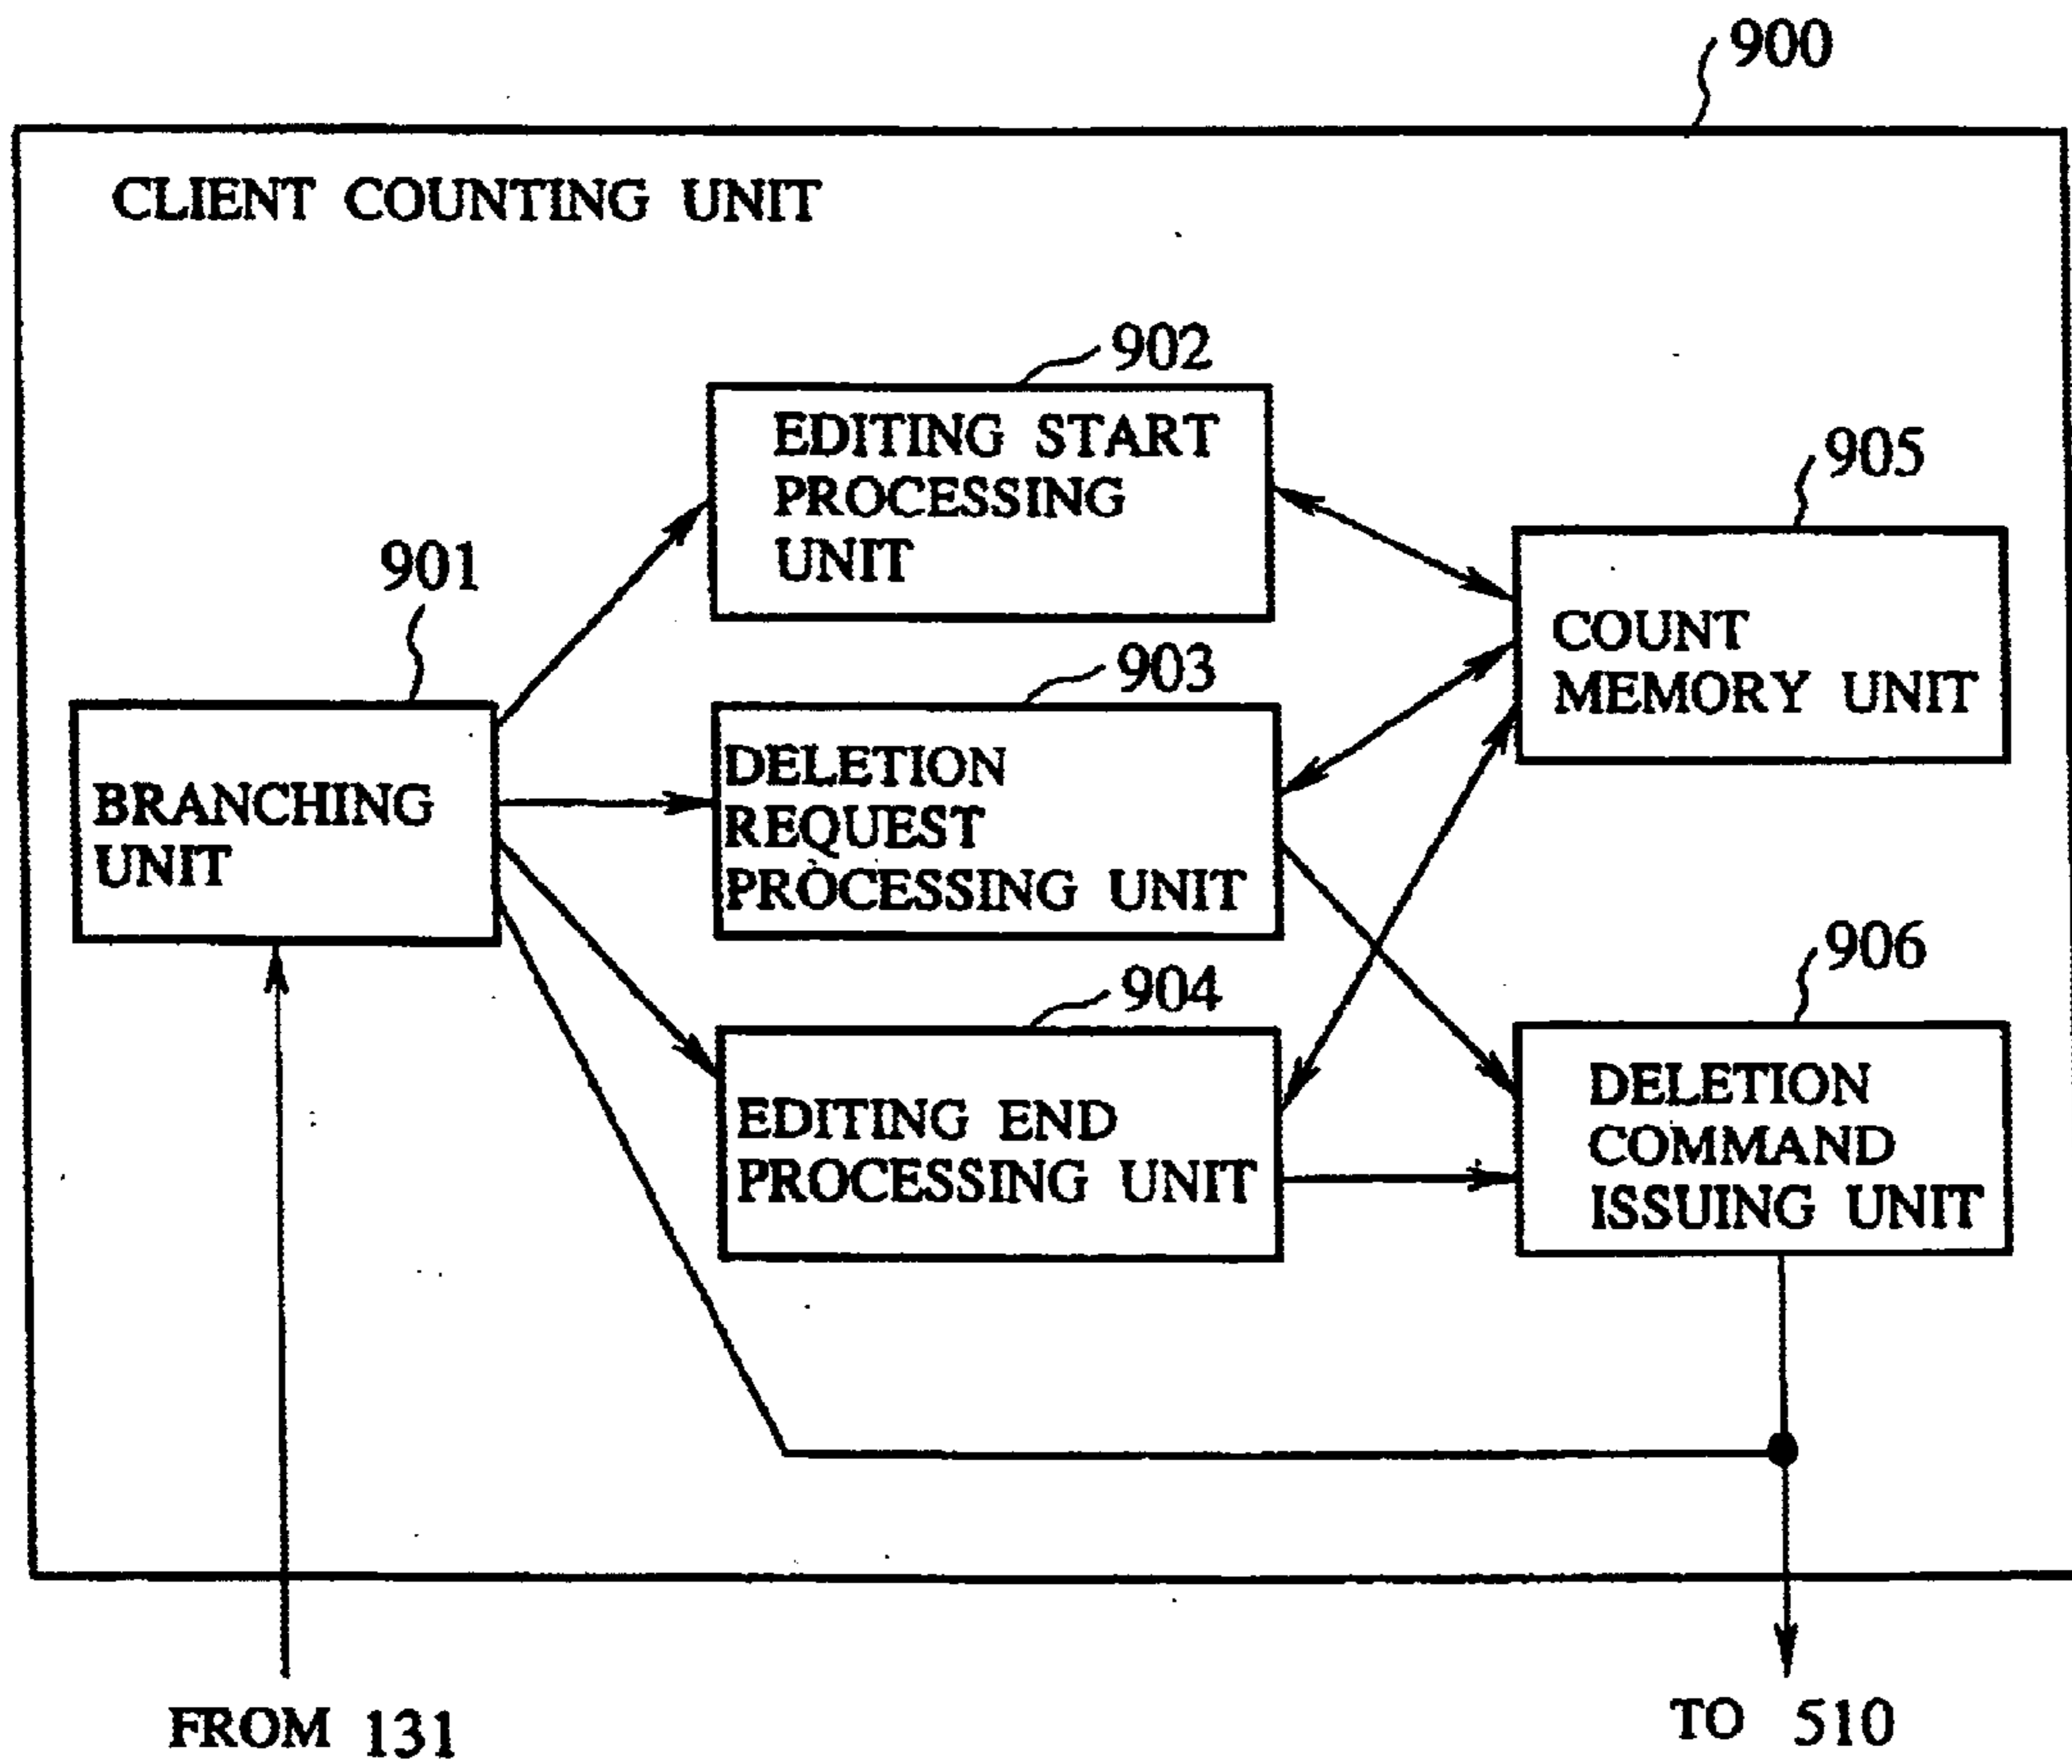 900
CLIENT COUNTING UNIT
902
EDITING START
PROCESSING
UNIT
905
COUNT
MEMORY UNIT
901
BRANCHING
UNIT
903
DELETION
REQUEST
PROCESSING UNIT
904
EDITING END
PROCESSING UNIT
906
DELETION
COMMAND
ISSUING UNIT
FROM 131
TO 510